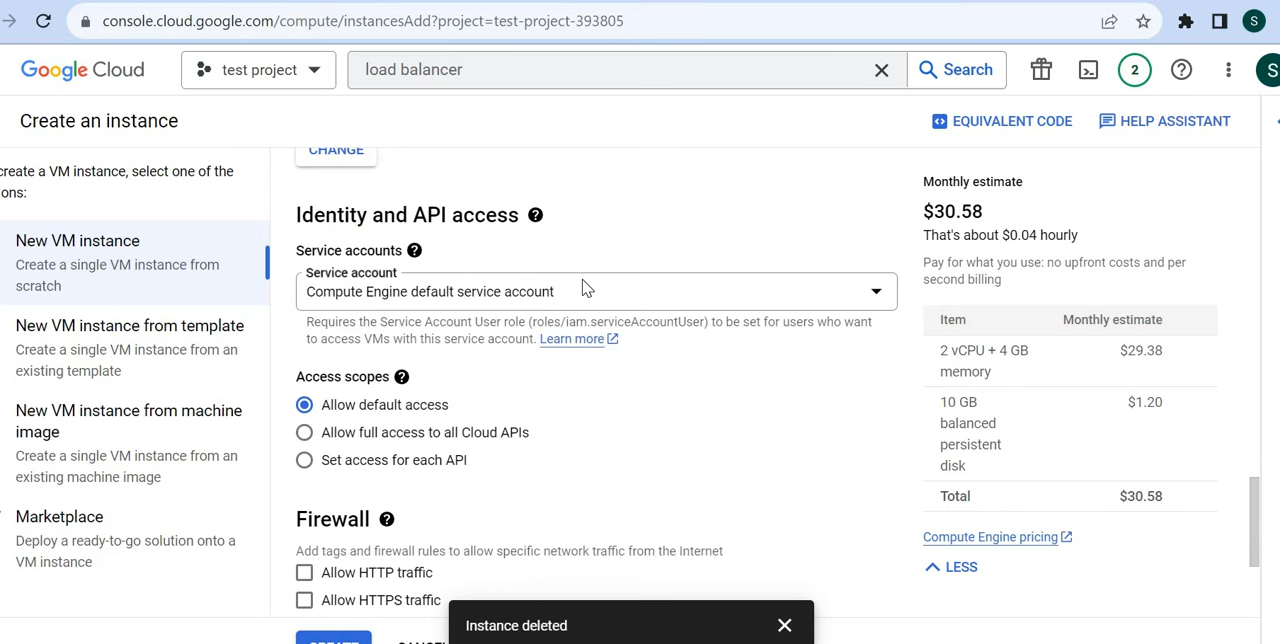 console.cloud.google.com/compute/instancesAdd?project=test-project-393805
S
Google Cloud
test project
load balancer
Search
2
S
Create an instance
EQUIVALENT CODE
HELP ASSISTANT
create a VM instance, select one of the
ons:
New VM instance
Create a single VM instance from
scratch
New VM instance from template
Create a single VM instance from an
existing template
New VM instance from machine
image
Create a single VM instance from an
existing machine image
Marketplace
Deploy a ready-to-go solution onto a
VM instance
CHANGE
Identity and API access
Service accounts
Service account
Compute Engine default service account
Requires the Service Account User role (roles/iam.serviceAccountUser) to be set for users who want
to access VMs with this service account. Learn more
Access scopes
Allow default access
Allow full access to all Cloud APIs
Set access for each API
Firewall
Add tags and firewall rules to allow specific network traffic from the Internet
Allow HTTP traffic
Allow HTTPS traffic
CREATE
CANCEL
Instance deleted
Monthly estimate
$30.58
That's about $0.04 hourly
Pay for what you use: no upfront costs and per
second billing
Item Monthly estimate
2 vCPU + 4 GB $29.38
memory
10 GB $1.20
balanced
persistent
disk
Total $30.58
Compute Engine pricing
LESS